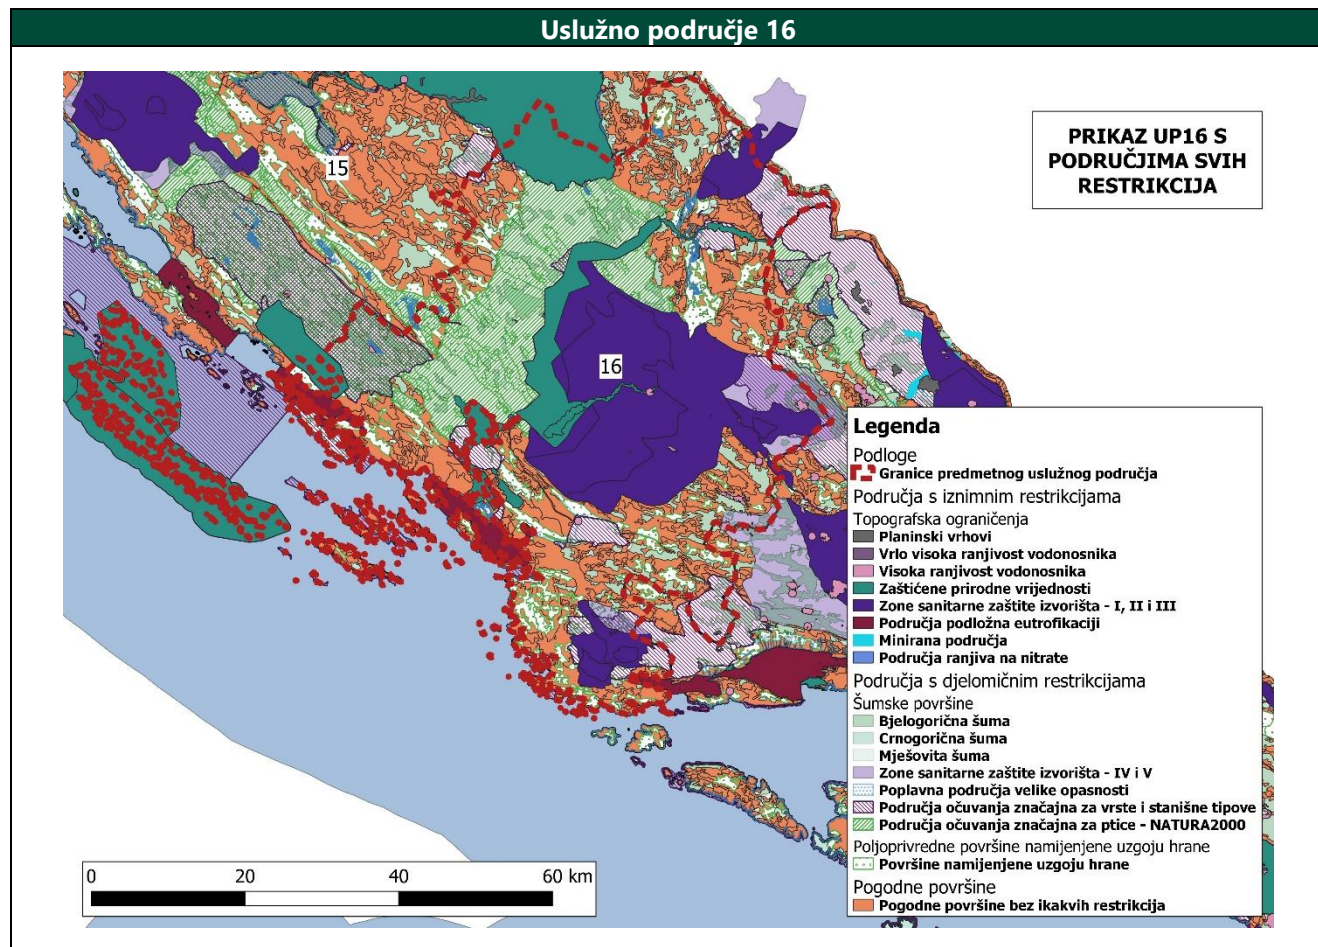 Uslužno područje 16
PRIKAZ UP16 S
PODRUČJIMA SVIH
RESTRIKCIJA
15
16
Legenda
Podloge
Granice predmetnog uslužnog područja
Područja s iznimnim restrikcijama
Topografska ograničenja
Planinski vrhovi
Vrlo visoka ranjivost vodonosnika
Visoka ranjivost vodonosnika
Zaštićene prirodne vrijednosti
Zone sanitarne zaštite izvorišta - I, II i III
Područja podložna eutrofikaciji
Minirana područja
Područja ranjiva na nitrate
Područja s djelomičnim restrikcijama
Šumske površine
Bjelogorična šuma
Crnogorična šuma
Mješovita šuma
Zone sanitarne zaštite izvorišta - IV i V
Poplavna područja velike opasnosti
Područja očuvanja značajna za vrste i stanišne tipove
Područja očuvanja značajna za ptice - NATURA2000
Poljoprivredne površine namijenjene uzgoju hrane
Površine namijenjene uzgoju hrane
Pogodne površine
Pogodne površine bez ikakvih restrikcija
0 20 40 60 km